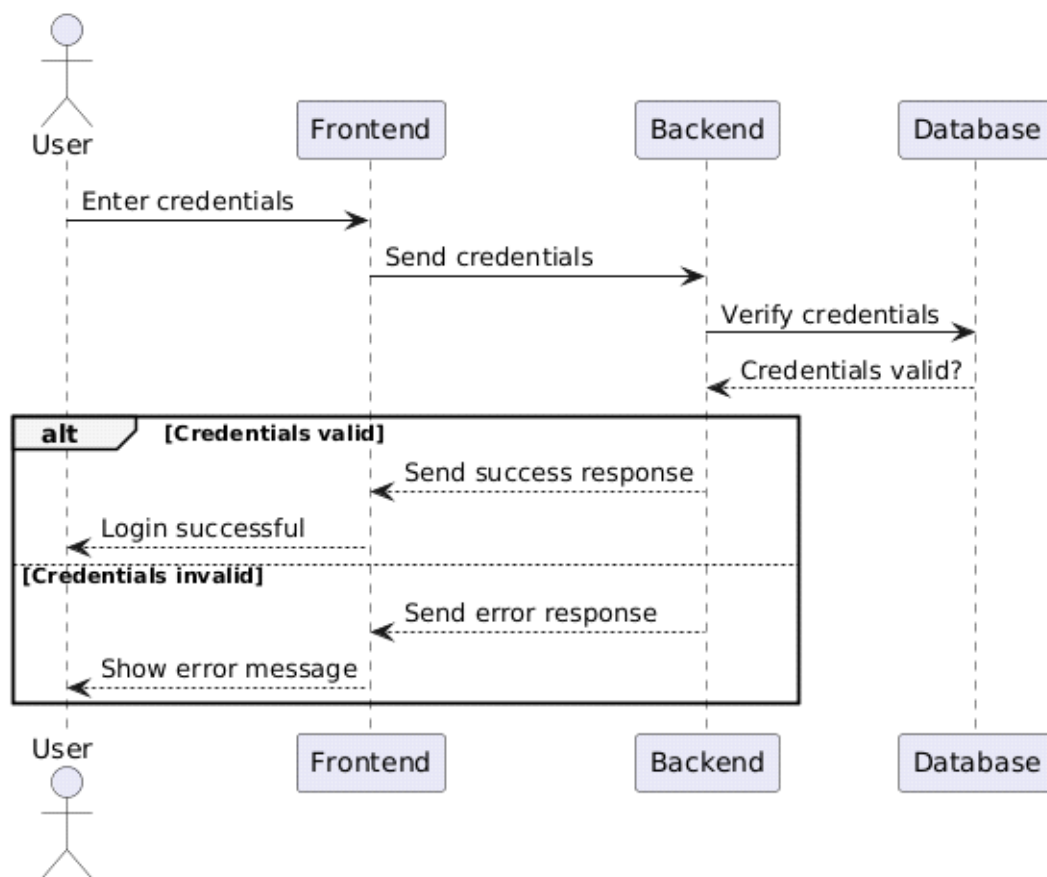 User
Frontend
Backend
Database
Enter credentials
Send credentials
Verify credentials
Credentials valid?
alt [Credentials valid]
Send success response
Login successful
[Credentials invalid]
Send error response
Show error message
User
Frontend
Backend
Database